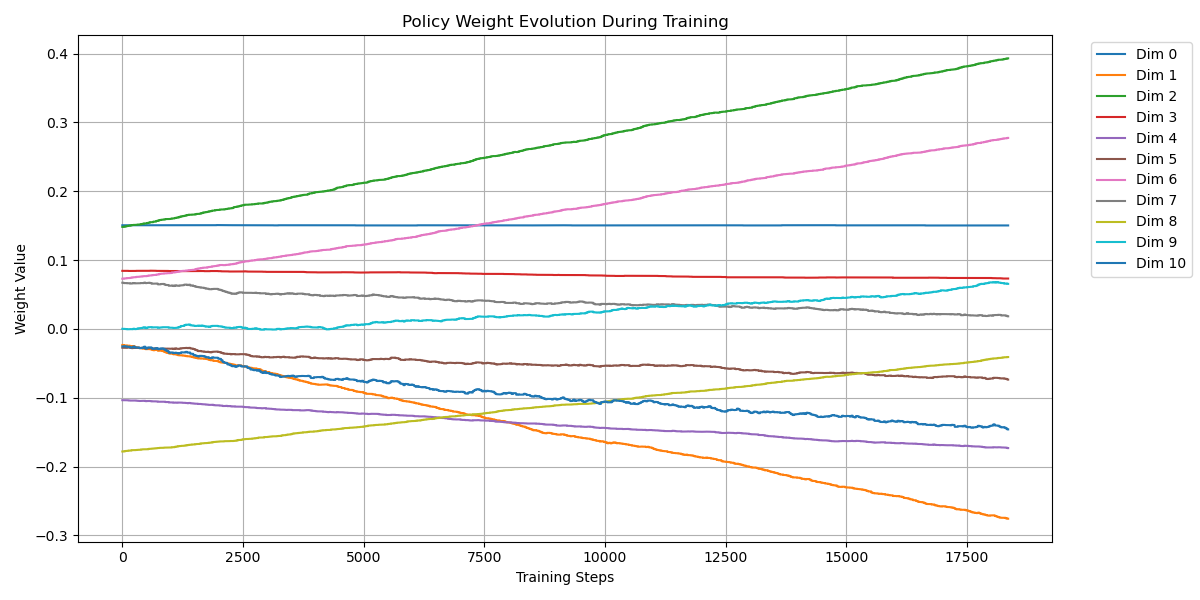 Policy Weight Evolution During Training
Weight Value
0.4
0.3
0.2
0.1
0.0
−0.1
−0.2
−0.3
0
2500
5000
7500
10000
12500
15000
17500
Training Steps
Dim 0
Dim 1
Dim 2
Dim 3
Dim 4
Dim 5
Dim 6
Dim 7
Dim 8
Dim 9
Dim 10